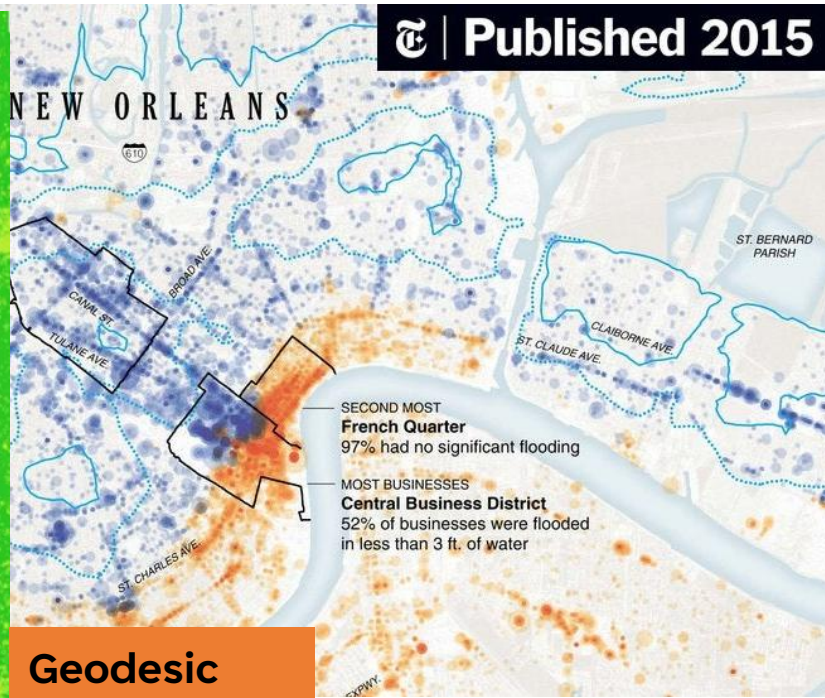 T | Published 2015
NEW ORLEANS
610
BROAD AVE.
CANAL ST.
TULANE AVE.
ST. BERNARD
PARISH
CLAIBORNE AVE.
ST. CLAUDE AVE.
SECOND MOST
French Quarter
97% had no significant flooding
MOST BUSINESSES
Central Business District
52% of businesses were flooded
in less than 3 ft. of water
ST. CHARLES AVE.
Geodesic